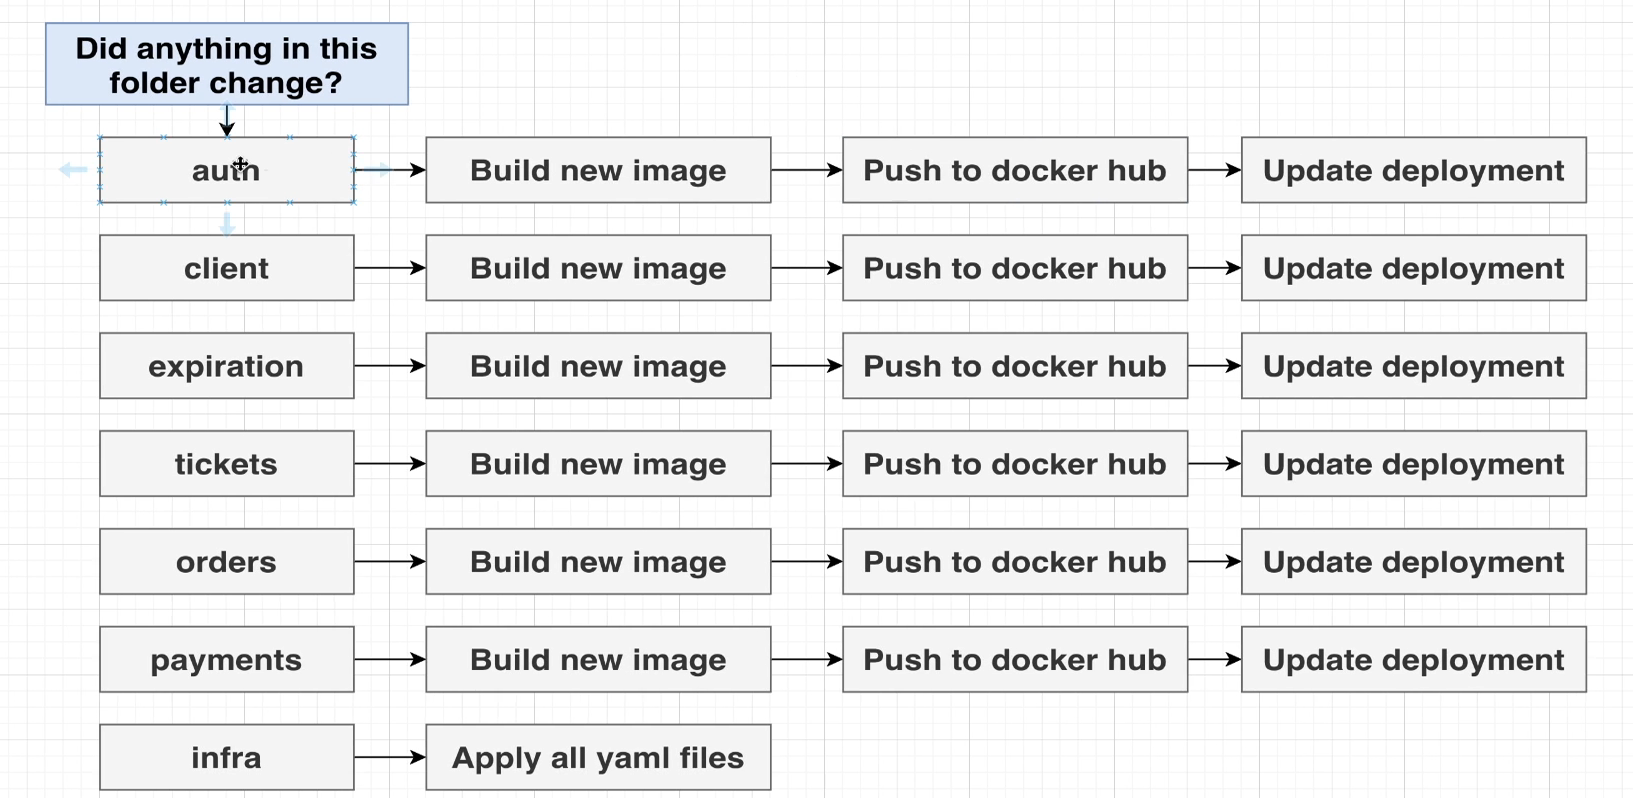 Did anything in this
folder change?
auth
Build new image
Push to docker hub
Update deployment
client
Build new image
Push to docker hub
Update deployment
expiration
Build new image
Push to docker hub
Update deployment
tickets
Build new image
Push to docker hub
Update deployment
orders
Build new image
Push to docker hub
Update deployment
payments
Build new image
Push to docker hub
Update deployment
infra
Apply all yaml files